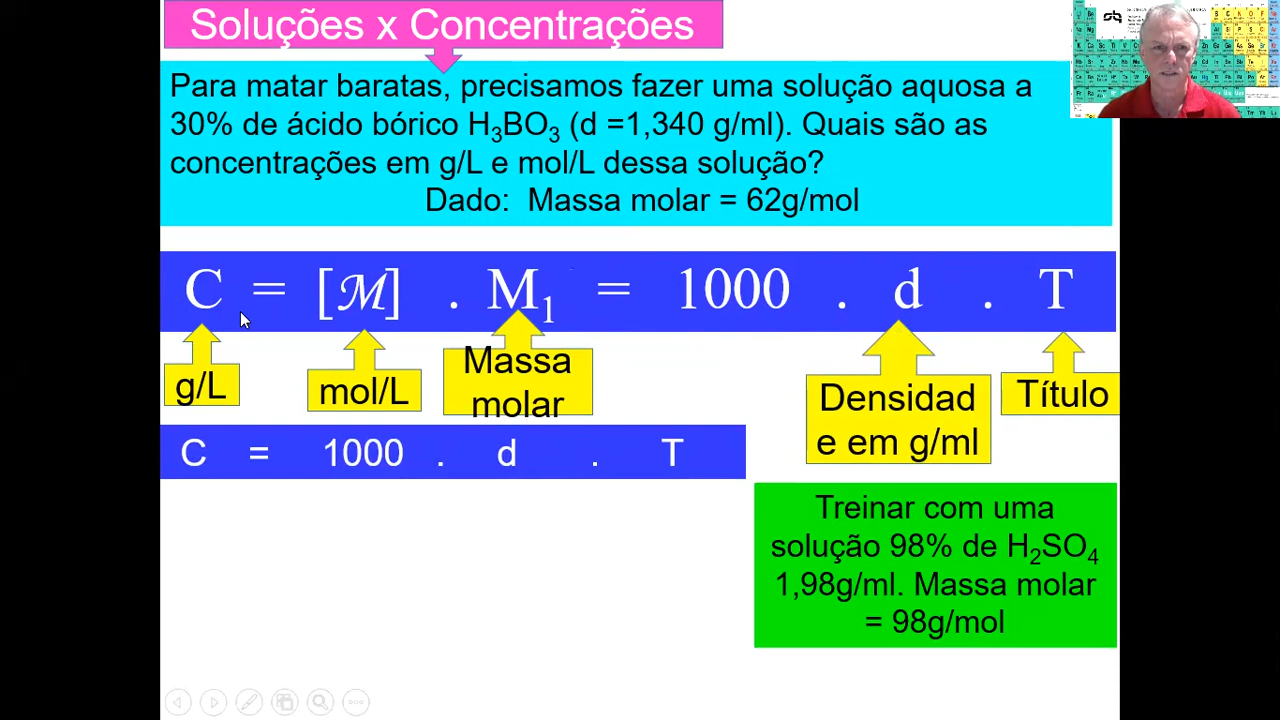 Soluções x Concentrações
Para matar baratas, precisamos fazer uma solução aquosa a
30% de ácido bórico H₃BO₃ (d =1,340 g/ml). Quais são as
concentrações em g/L e mol/L dessa solução?
Dado: Massa molar = 62g/mol
C = [ℳ] . M₁ = 1000 . d . T
g/L
mol/L
Massa
molar
Densidad
e em g/ml
Título
C = 1000 . d . T
Treinar com uma
solução 98% de H₂SO₄
1,98g/ml. Massa molar
= 98g/mol